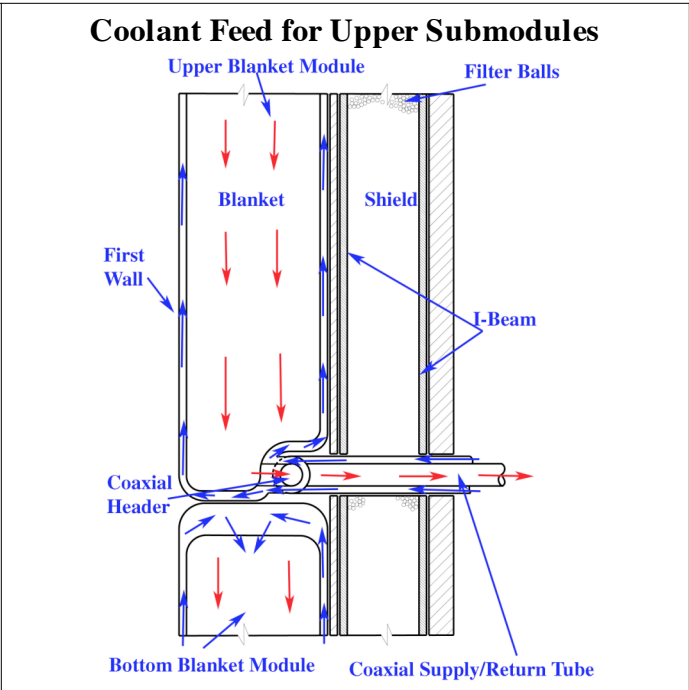 Coolant Feed for Upper Submodules
Upper Blanket Module
Filter Balls
Blanket
Shield
First
Wall
I-Beam
Coaxial
Header
Bottom Blanket Module
Coaxial Supply/Return Tube